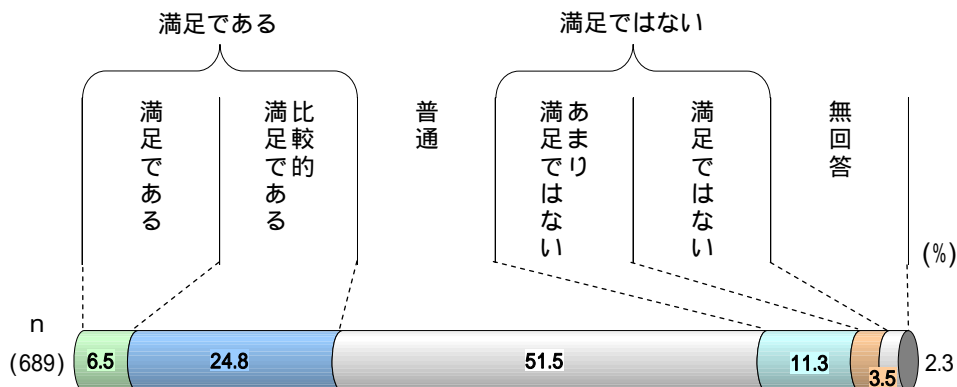 満足である
満足ではない
満足である
比較的
満足である
普通
あまり
満足ではない
満足ではない
無回答
(%)
n
(689)
6.5
24.8
51.5
11.3
3.5
2.3